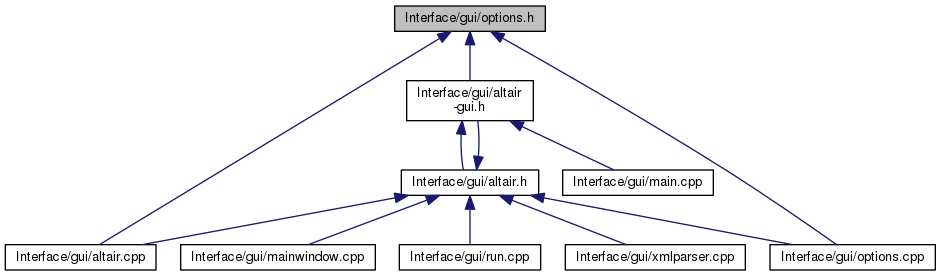 Interface/gui/options.h
Interface/gui/altair
-gui.h
Interface/gui/altair.h
Interface/gui/main.cpp
Interface/gui/altair.cpp
Interface/gui/mainwindow.cpp
Interface/gui/run.cpp
Interface/gui/xmlparser.cpp
Interface/gui/options.cpp